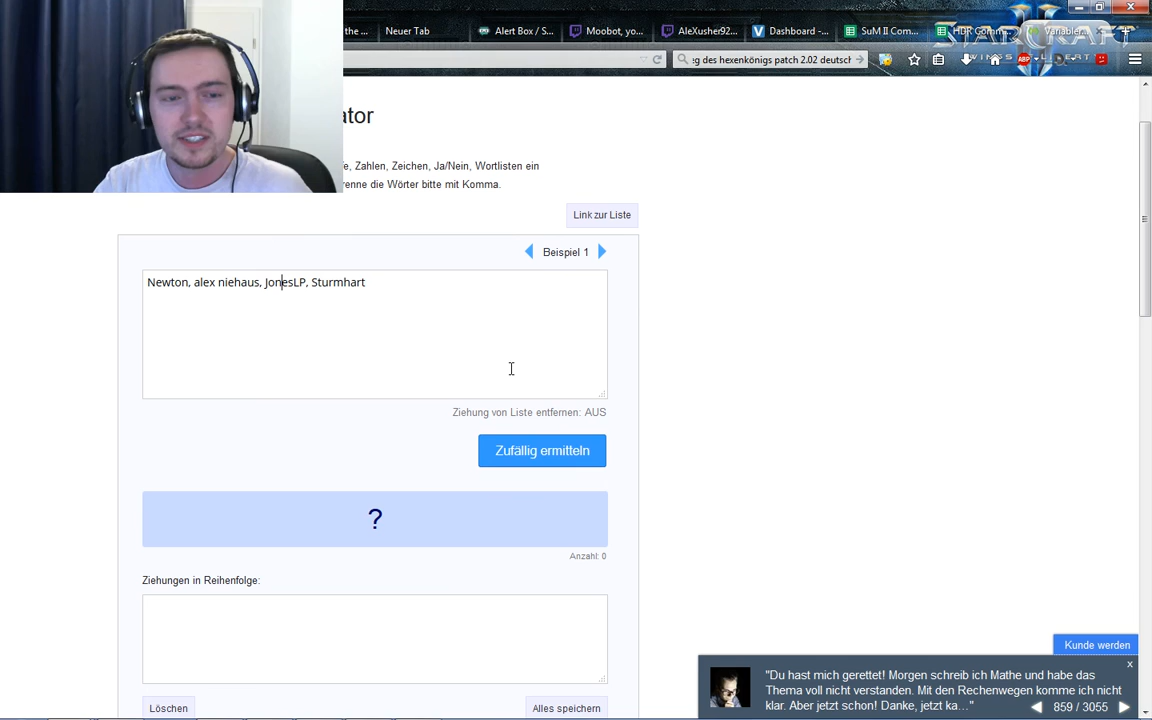 the ...
Neuer Tab
Alert Box / S...
Moobot, yo...
AleXusher92...
Dashboard -...
SuM II Com...
:g des hexenkönigs patch 2.02 deutsch
ABP
ator
fe, Zahlen, Zeichen, Ja/Nein, Wortlisten ein
renne die Wörter bitte mit Komma.
Link zur Liste
Beispiel 1
Newton, alex niehaus, JonesLP, Sturmhart
Ziehung von Liste entfernen: AUS
Zufällig ermitteln
?
Anzahl: 0
Ziehungen in Reihenfolge:
Löschen
Alles speichern
Kunde werden
x
"Du hast mich gerettet! Morgen schreib ich Mathe und habe das
Thema voll nicht verstanden. Mit den Rechenwegen komme ich nicht
klar. Aber jetzt schon! Danke, jetzt ka..."
859 / 3055